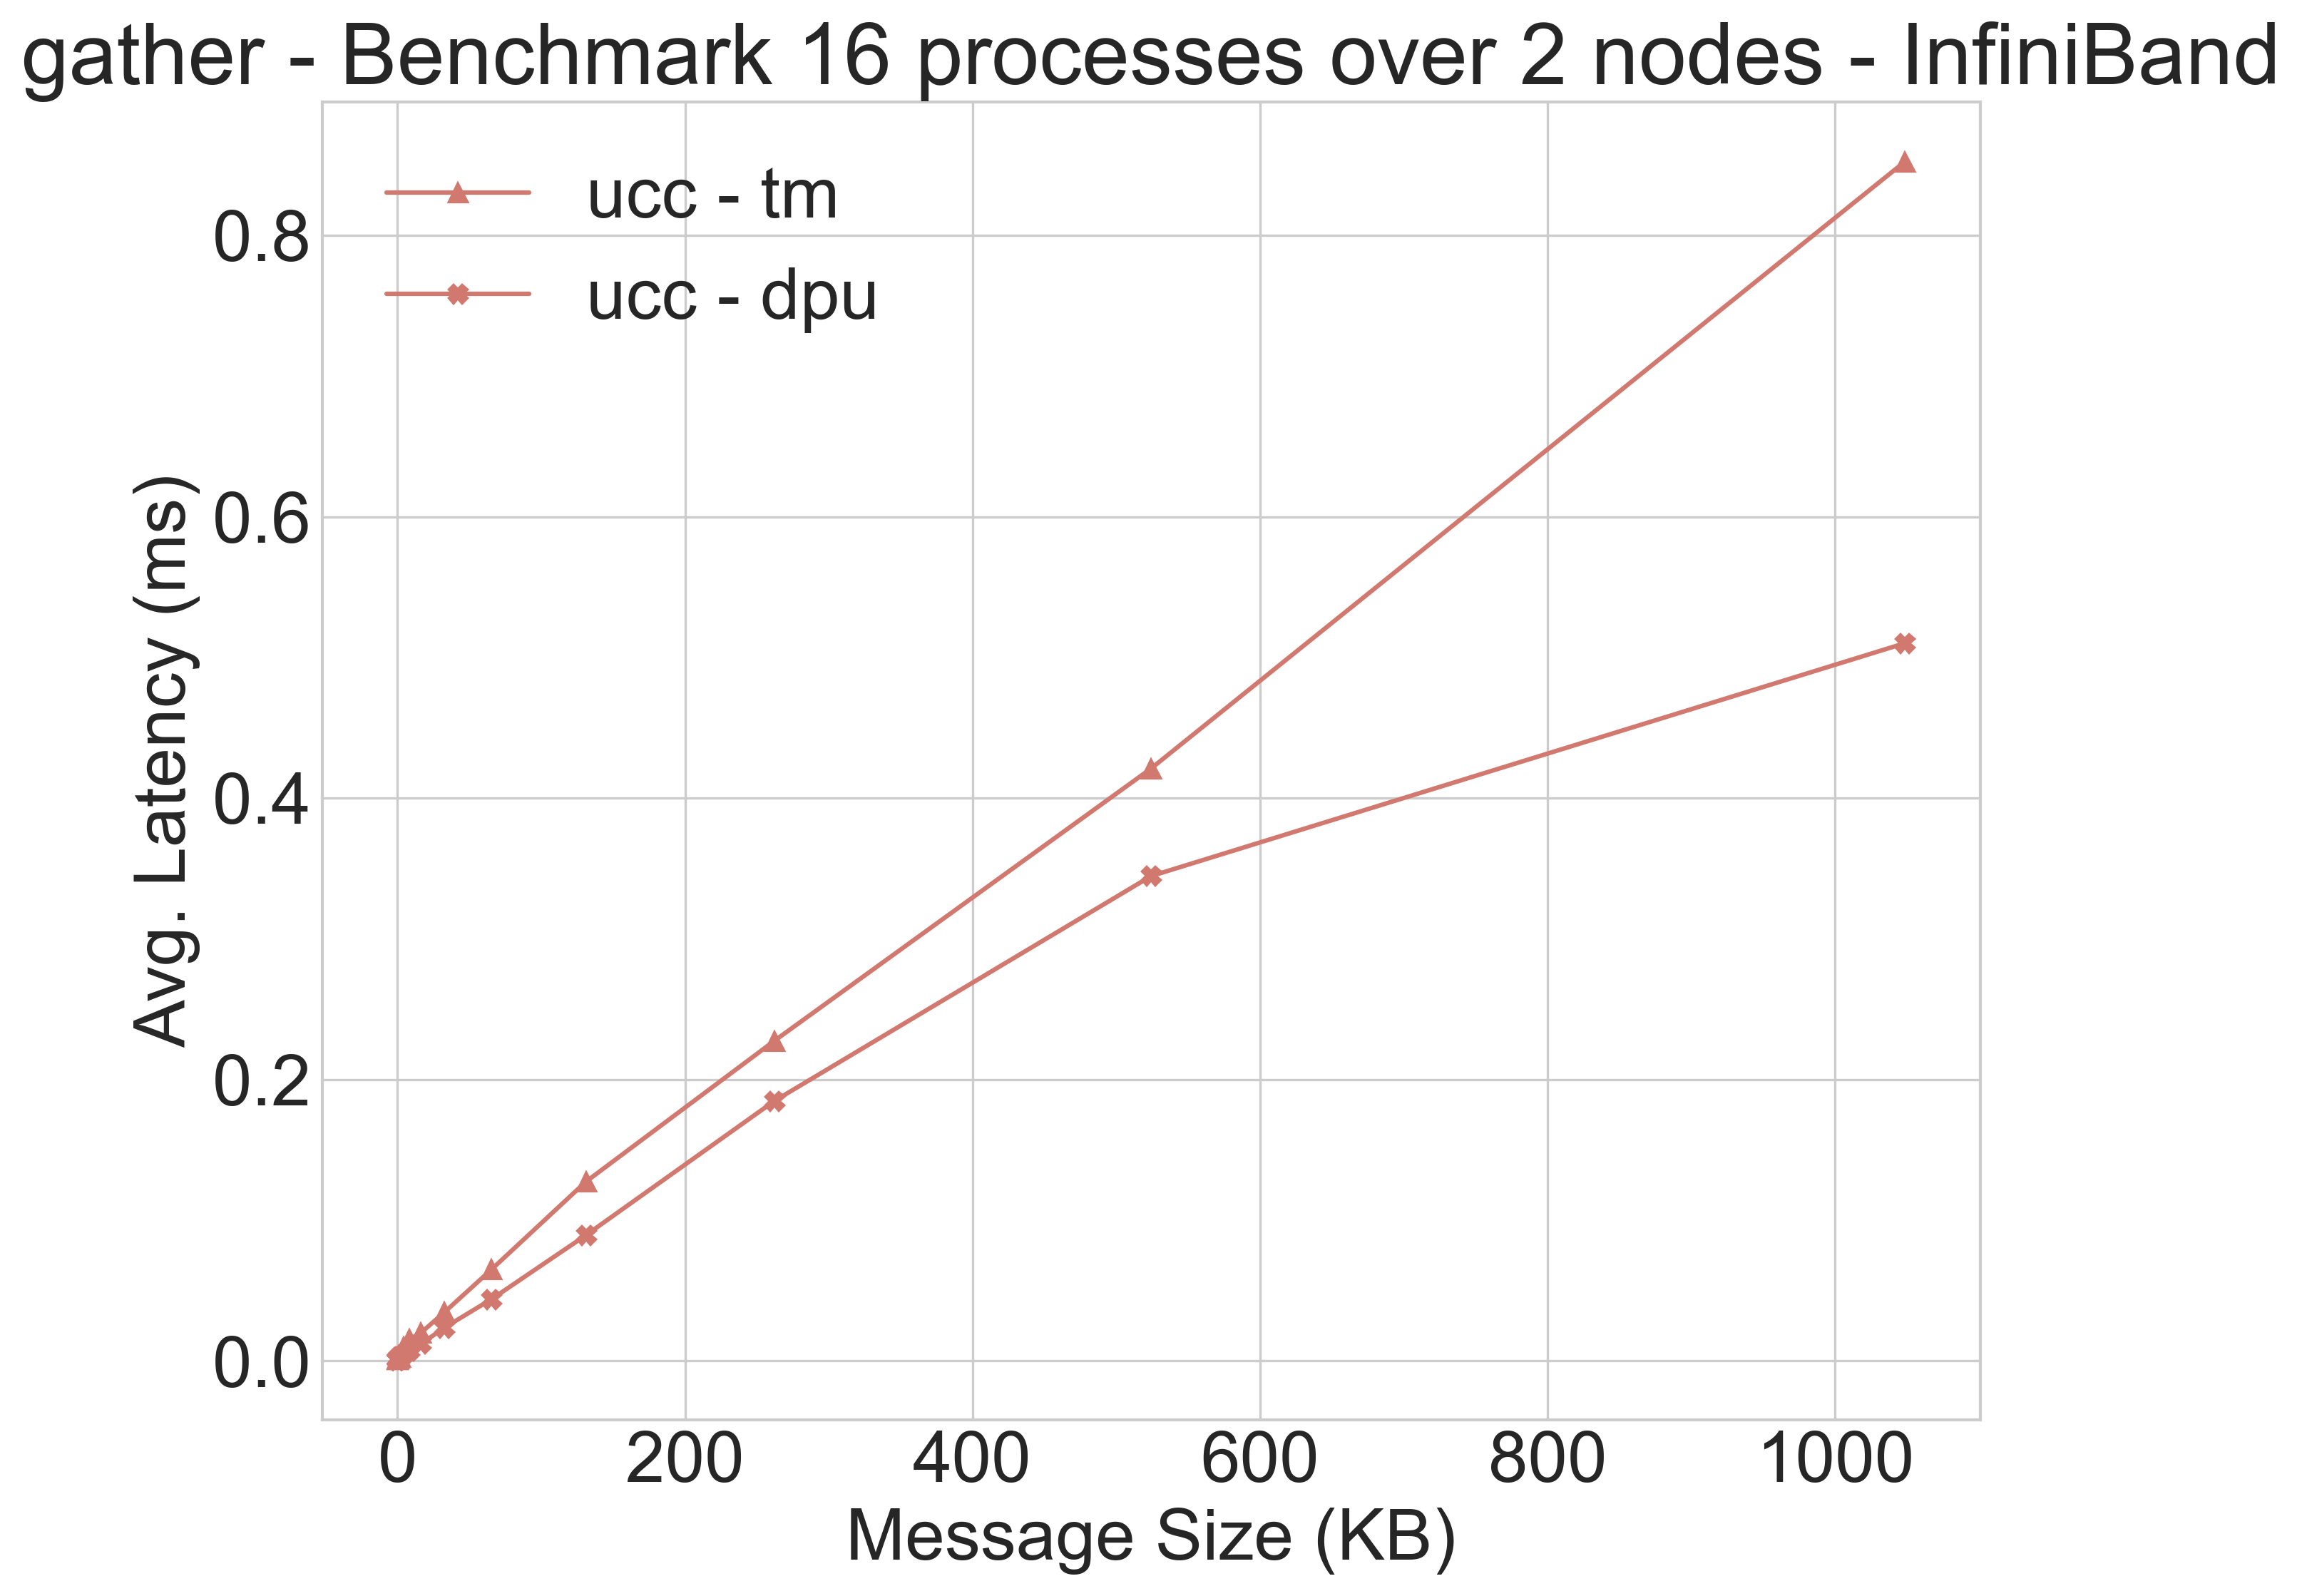 gather - Benchmark 16 processes over 2 nodes - InfiniBand
ucc - tm
ucc - dpu
Avg. Latency (ms)
0.8
0.6
0.4
0.2
0.0
0 200 400 600 800 1000
Message Size (KB)